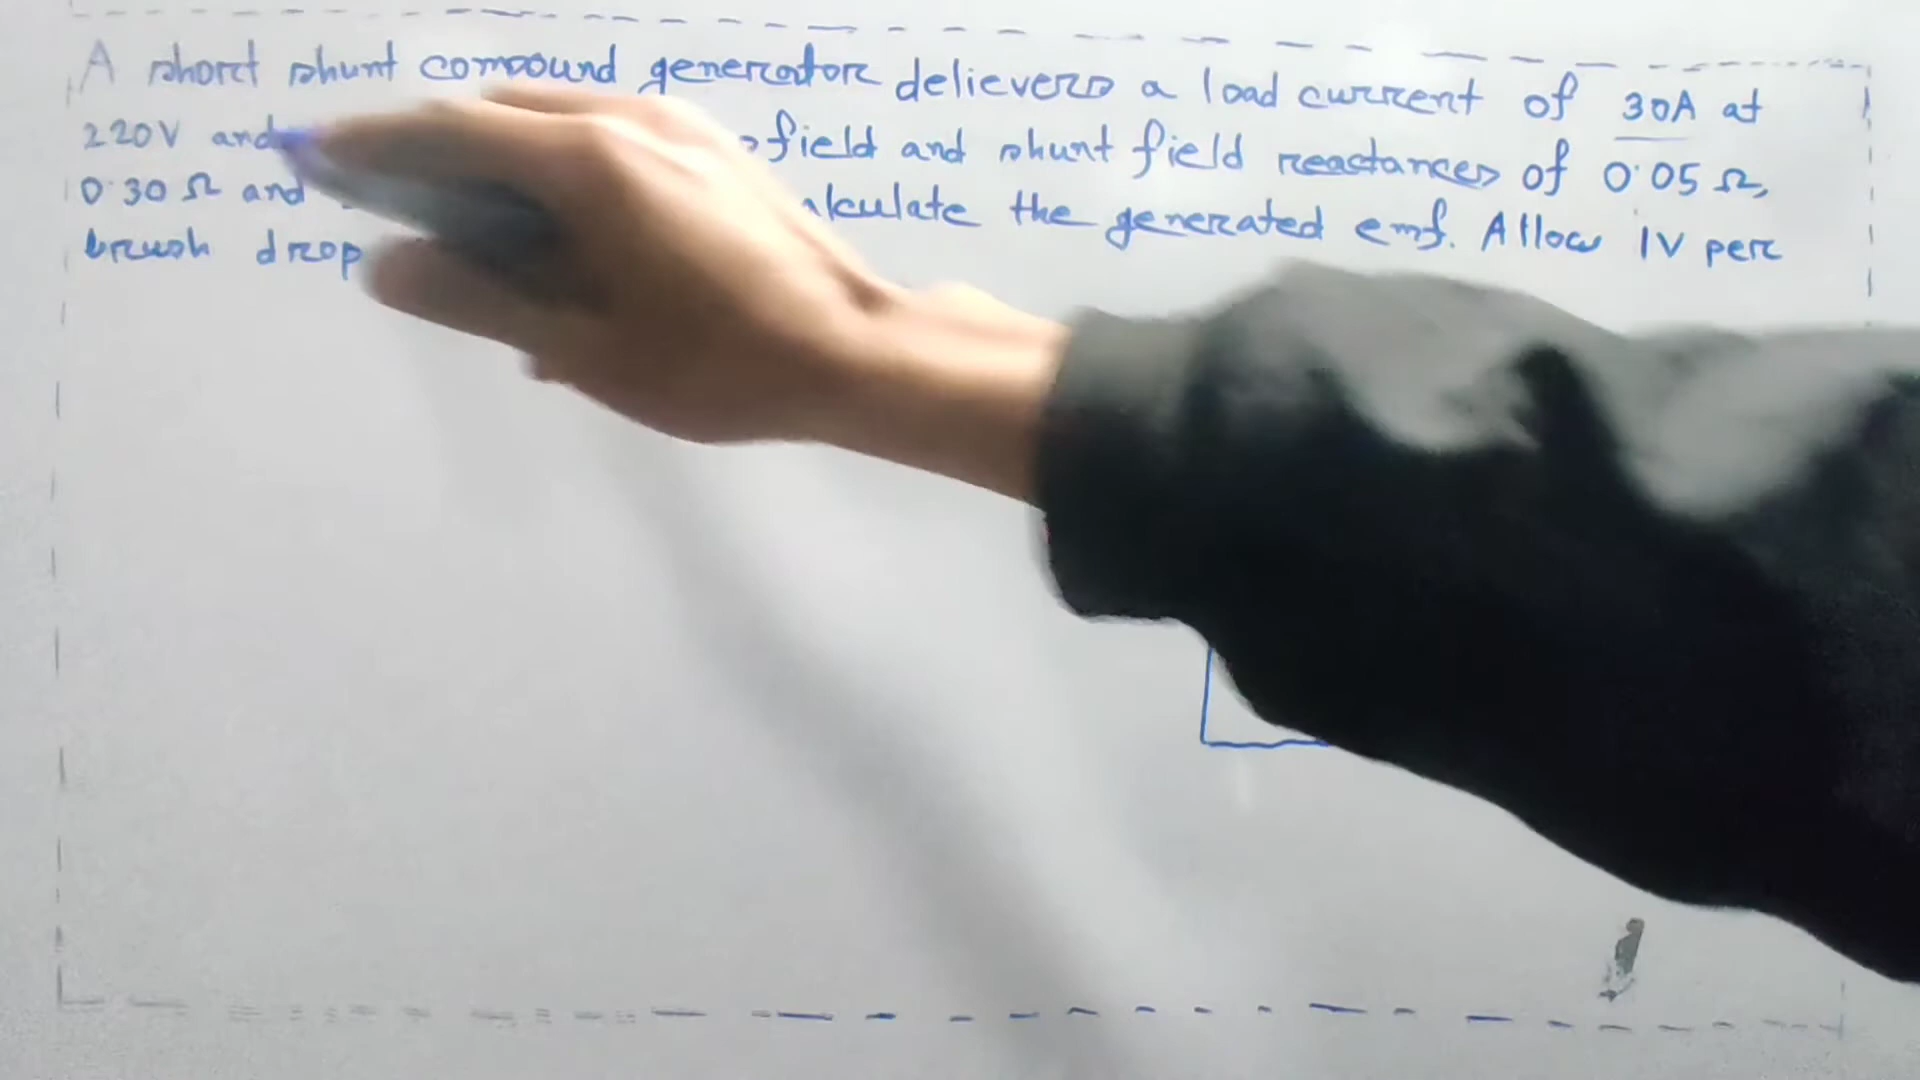 A short shunt compound generator delievers a load current of 30A at
220V and field and shunt field reactances of 0.05 Ω,
0.30 Ω and the generated emf. Allow 1V per
brush drop